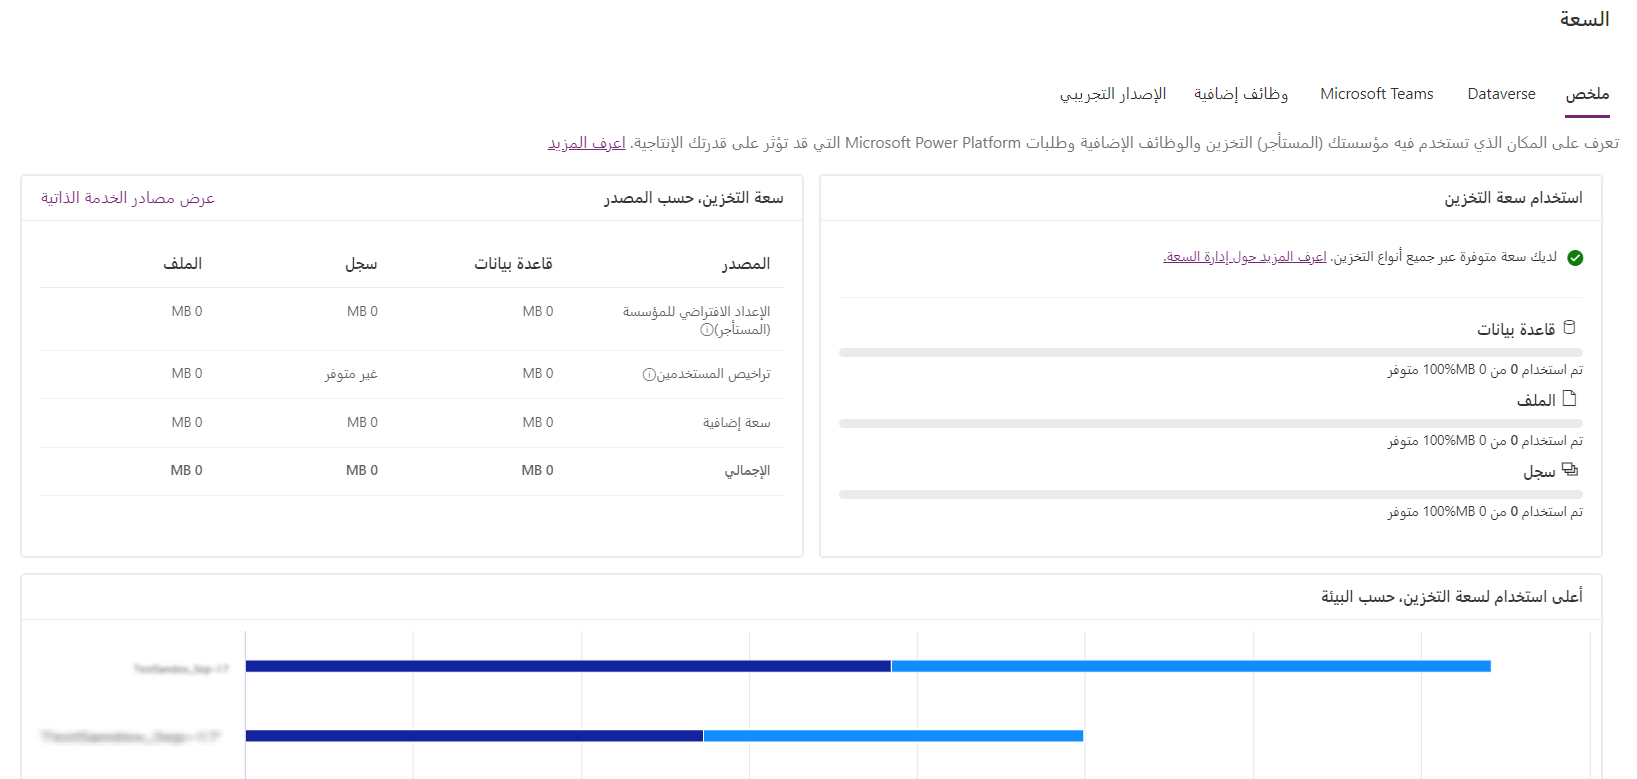 السعة
ملخص Dataverse Microsoft Teams وظائف إضافية الإصدار التجريبي
تعرف على المكان الذي تستخدم فيه مؤسستك (المستأجر) التخزين والوظائف الإضافية وطلبات Microsoft Power Platform التي قد تؤثر على قدرتك الإنتاجية. اعرف المزيد
استخدام سعة التخزين
لديك سعة متوفرة عبر جميع أنواع التخزين. اعرف المزيد حول إدارة السعة.
قاعدة بيانات
تم استخدام 0 من 0 MB‏%100 متوفر
الملف
تم استخدام 0 من 0 MB‏%100 متوفر
سجل
تم استخدام 0 من 0 MB‏%100 متوفر
سعة التخزين، حسب المصدر عرض مصادر الخدمة الذاتية
المصدر قاعدة بيانات سجل الملف
الإعداد الافتراضي للمؤسسة
(المستأجر) 0 MB 0 MB 0 MB
تراخيص المستخدمين 0 MB غير متوفر 0 MB
سعة إضافية 0 MB 0 MB 0 MB
الإجمالي 0 MB 0 MB 0 MB
أعلى استخدام لسعة التخزين، حسب البيئة